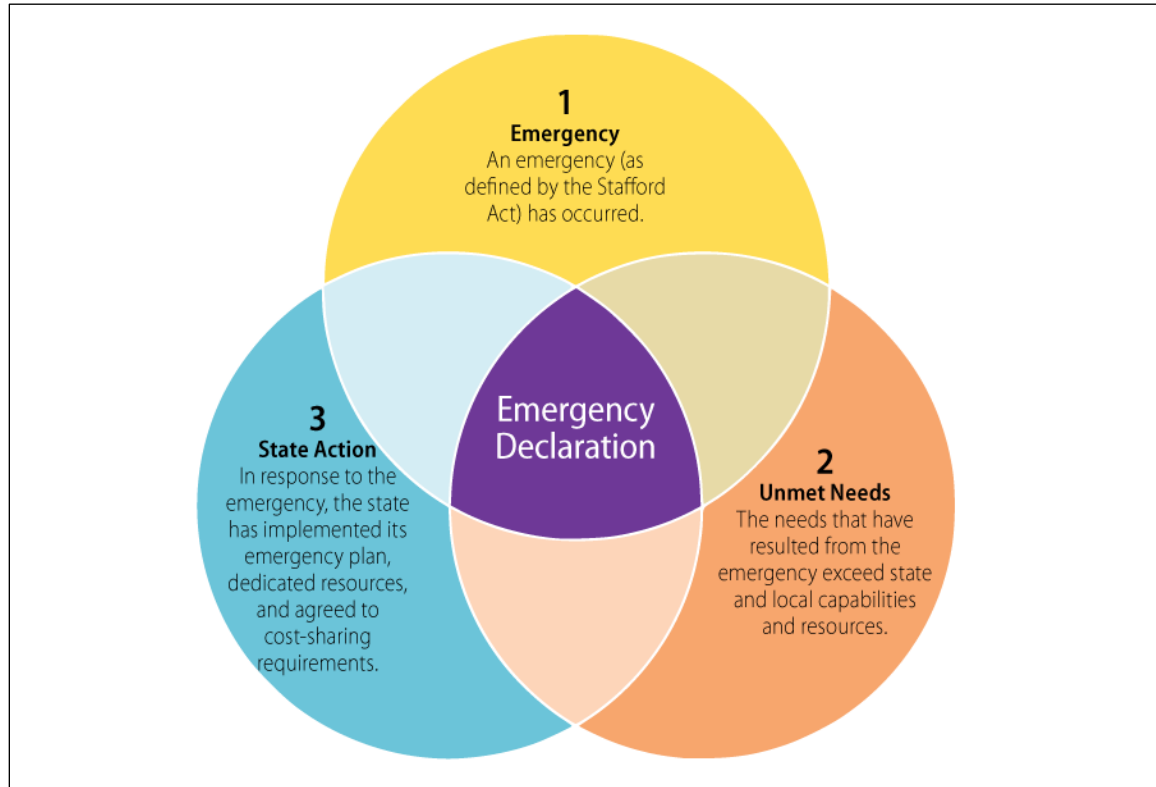 1
Emergency
An emergency (as
defined by the Stafford
Act) has occurred.
Emergency
Declaration
3
State Action
In response to the
emergency, the state
has implemented its
emergency plan,
dedicated resources,
and agreed to
cost-sharing
requirements.
2
Unmet Needs
The needs that have
resulted from the
emergency exceed state
and local capabilities
and resources.